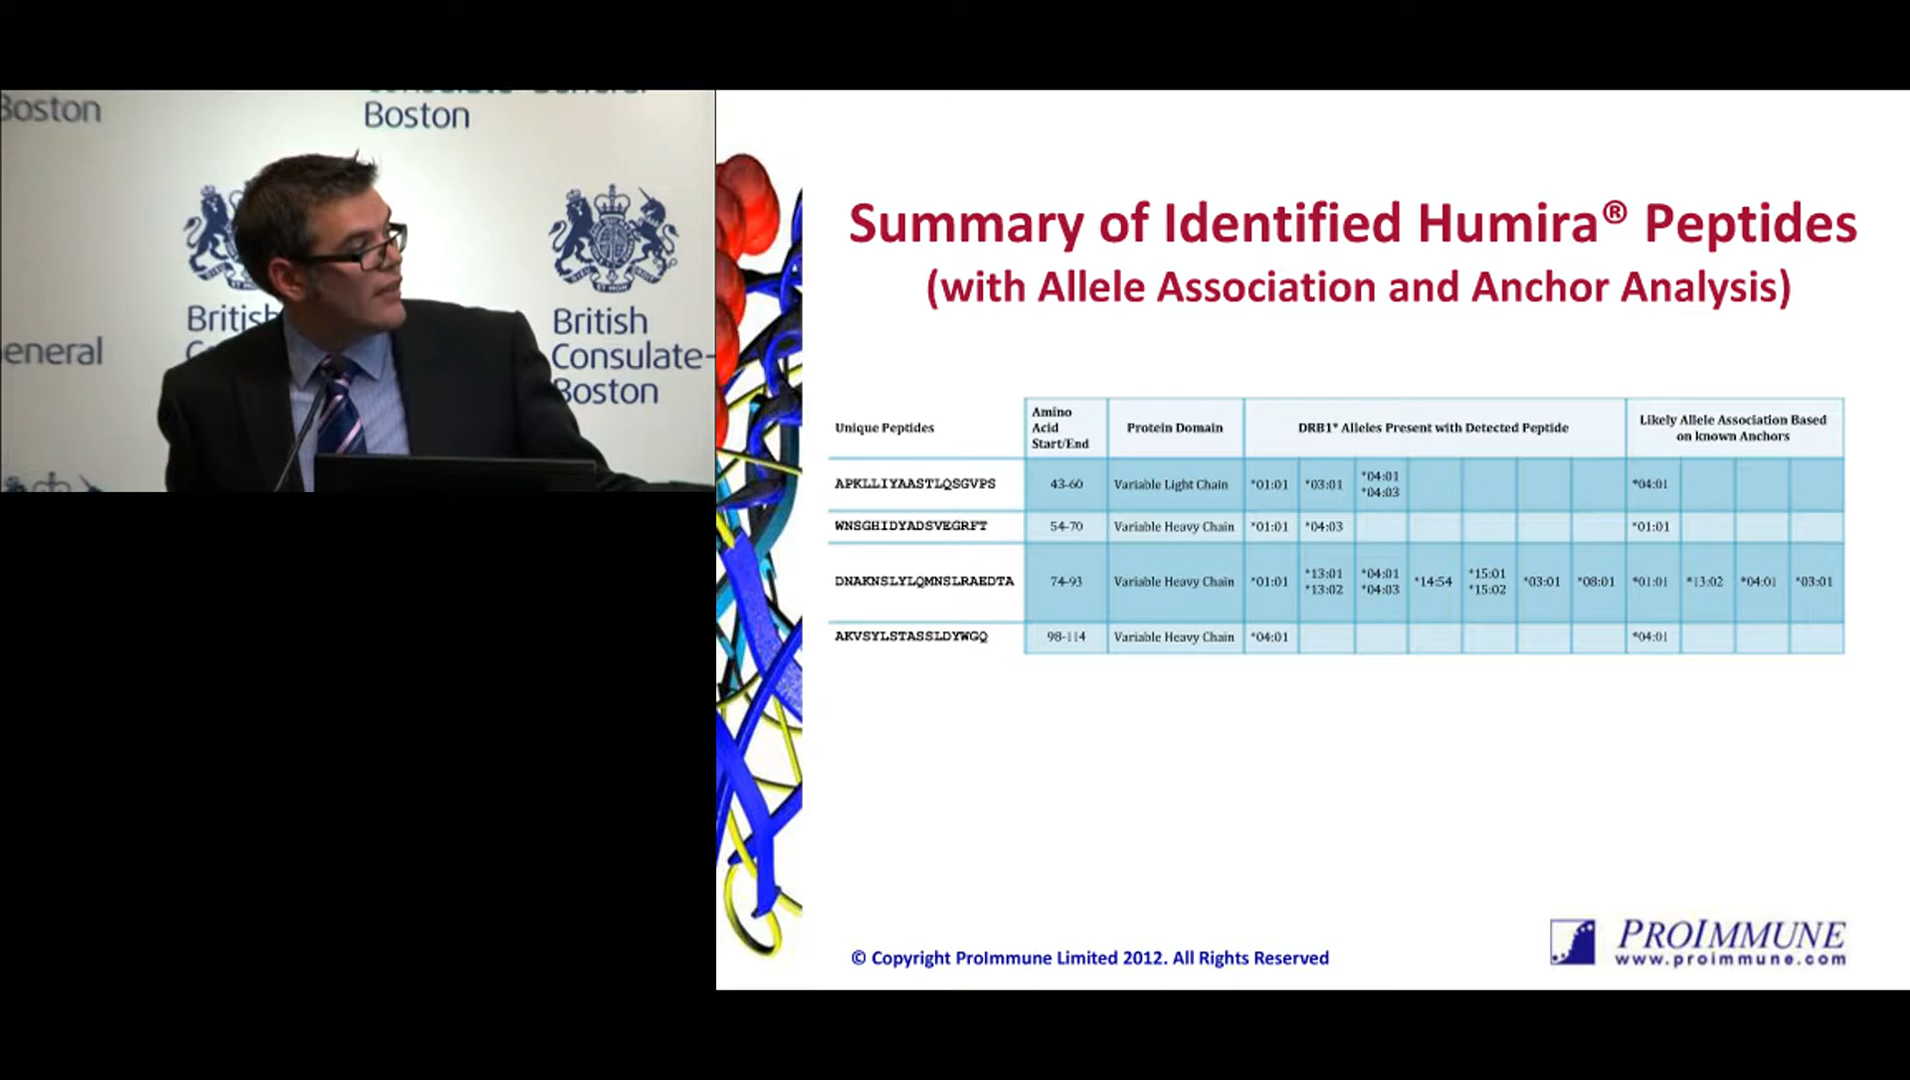 Boston
Consulate-General
Boston
British
British
General
Consulate-
Boston
Summary of Identified Humira® Peptides
(with Allele Association and Anchor Analysis)
Unique Peptides
Amino
Acid
Start/End
Protein Domain
DRB1* Alleles Present with Detected Peptide
Likely Allele Association Based
on known Anchors
APKLLIYAASTLQSGVPS 43-60 Variable Light Chain *01:01 *03:01 *04:01 *04:01
*04:03
WNSGHIDYADSVEGRFT 54-70 Variable Heavy Chain *01:01 *04:03 *01:01
DNAKNSLYLQMNSLRAEDTA 74-93 Variable Heavy Chain *01:01 *13:01 *04:01 *14:54 *15:01 *03:01 *08:01 *01:01 *13:02 *04:01 *03:01
*13:02 *04:03 *15:02
AKVSYLSTASSLDYWGQ 98-114 Variable Heavy Chain *04:01 *04:01
© Copyright ProImmune Limited 2012. All Rights Reserved
PROIMMUNE
www.proimmune.com